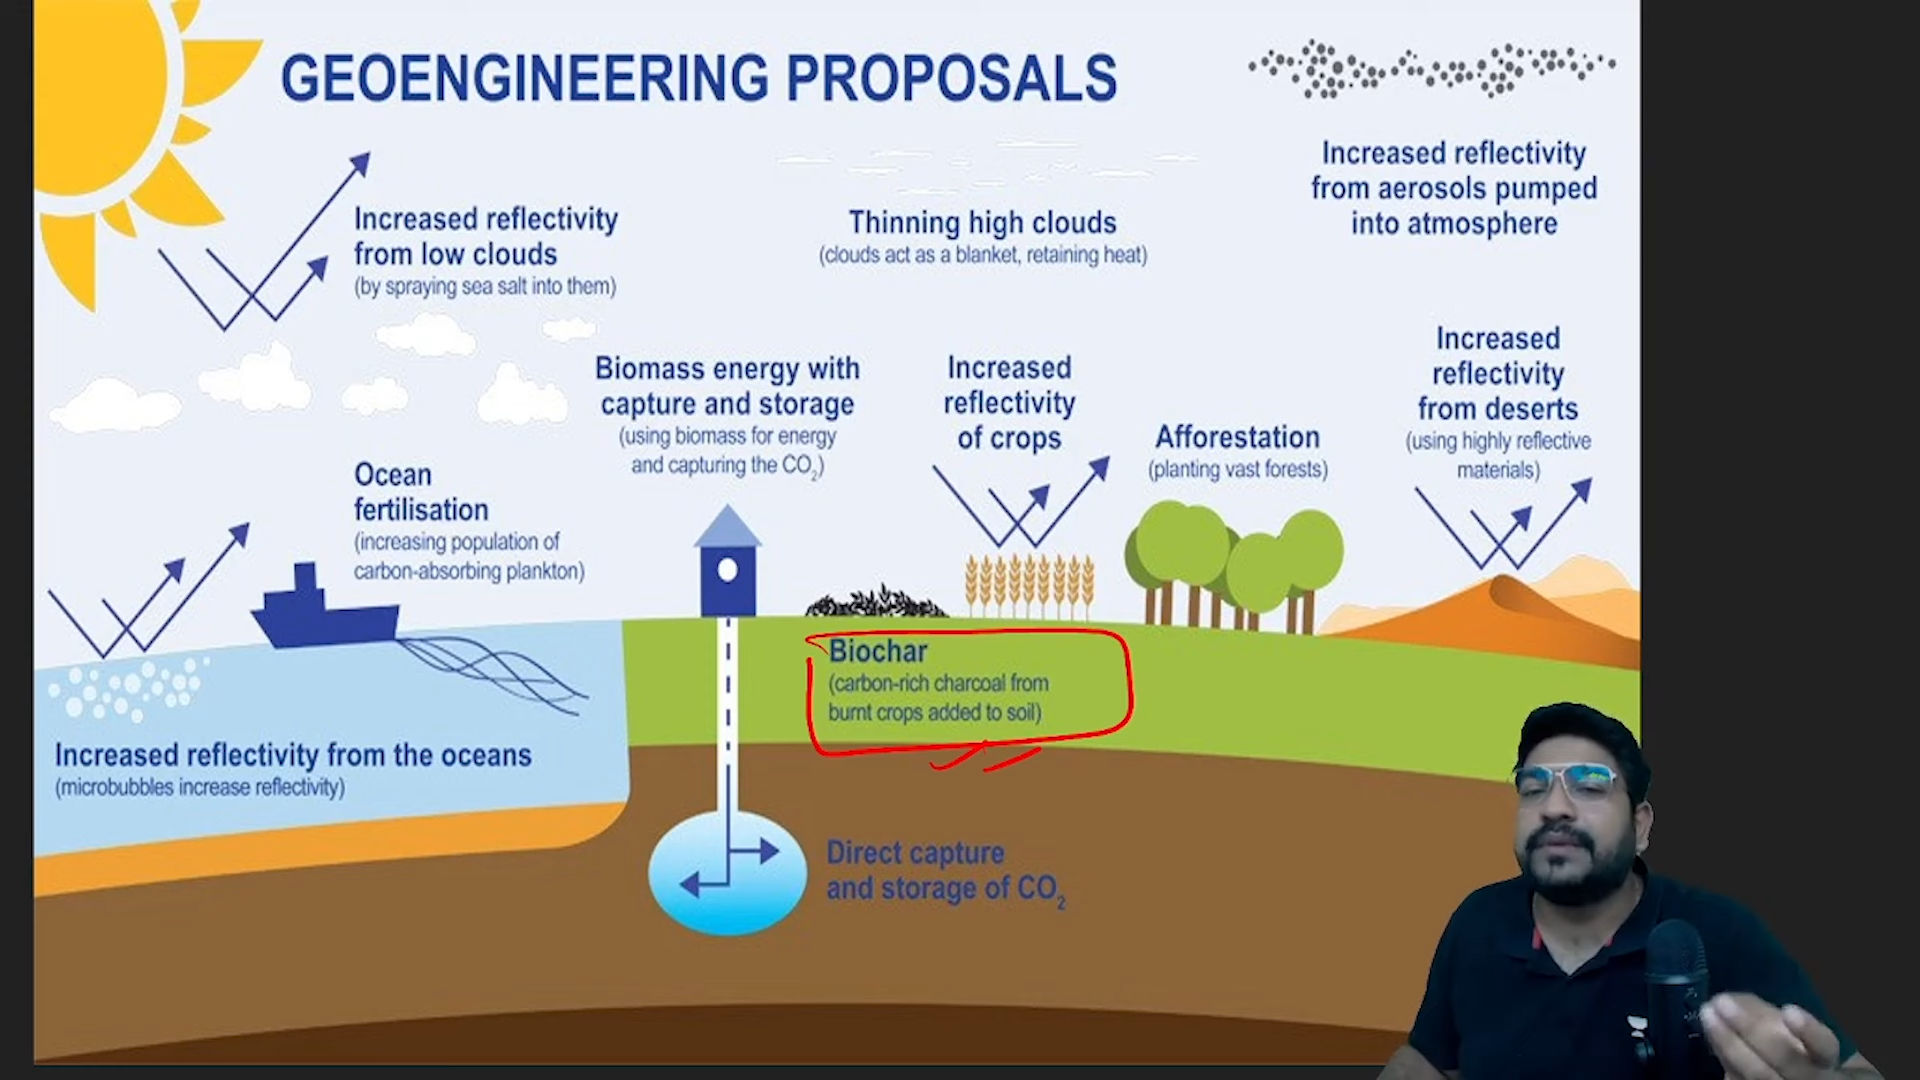 GEOENGINEERING PROPOSALS
Increased reflectivity
from aerosols pumped
into atmosphere
Increased reflectivity
from low clouds
(by spraying sea salt into them)
Thinning high clouds
(clouds act as a blanket, retaining heat)
Biomass energy with
capture and storage
(using biomass for energy
and capturing the CO₂)
Increased
reflectivity
of crops
Afforestation
(planting vast forests)
Increased
reflectivity
from deserts
(using highly reflective
materials)
Ocean
fertilisation
(increasing population of
carbon-absorbing plankton)
Biochar
(carbon-rich charcoal from
burnt crops added to soil)
Increased reflectivity from the oceans
(microbubbles increase reflectivity)
Direct capture
and storage of CO₂